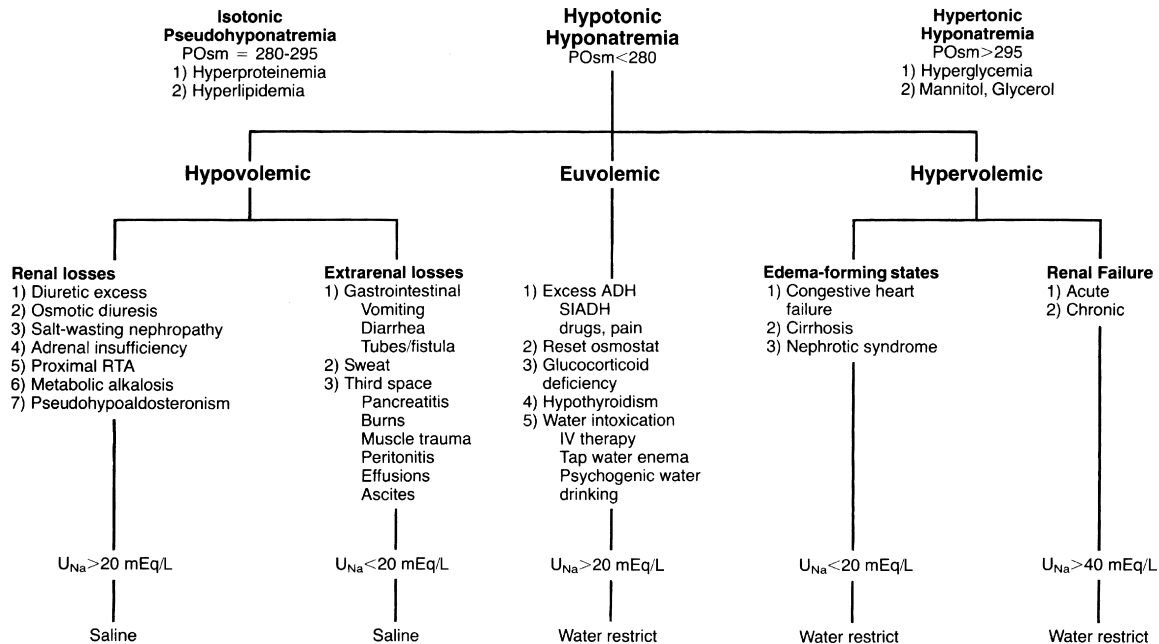 Isotonic
Pseudohyponatremia
POsm = 280-295
1) Hyperproteinemia
2) Hyperlipidemia
Hypotonic
Hyponatremia
POsm<280
Hypertonic
Hyponatremia
POsm>295
1) Hyperglycemia
2) Mannitol, Glycerol
Hypovolemic
Euvolemic
Hypervolemic
Renal losses
1) Diuretic excess
2) Osmotic diuresis
3) Salt-wasting nephropathy
4) Adrenal insufficiency
5) Proximal RTA
6) Metabolic alkalosis
7) Pseudohypoaldosteronism
Extrarenal losses
1) Gastrointestinal
Vomiting
Diarrhea
Tubes/fistula
2) Sweat
3) Third space
Pancreatitis
Burns
Muscle trauma
Peritonitis
Effusions
Ascites
1) Excess ADH
SIADH
drugs, pain
2) Reset osmostat
3) Glucocorticoid
deficiency
4) Hypothyroidism
5) Water intoxication
IV therapy
Tap water enema
Psychogenic water
drinking
Edema-forming states
1) Congestive heart
failure
2) Cirrhosis
3) Nephrotic syndrome
Renal Failure
1) Acute
2) Chronic
UNa>20 mEq/L
UNa<20 mEq/L
UNa>20 mEq/L
UNa<20 mEq/L
UNa>40 mEq/L
Saline
Saline
Water restrict
Water restrict
Water restrict